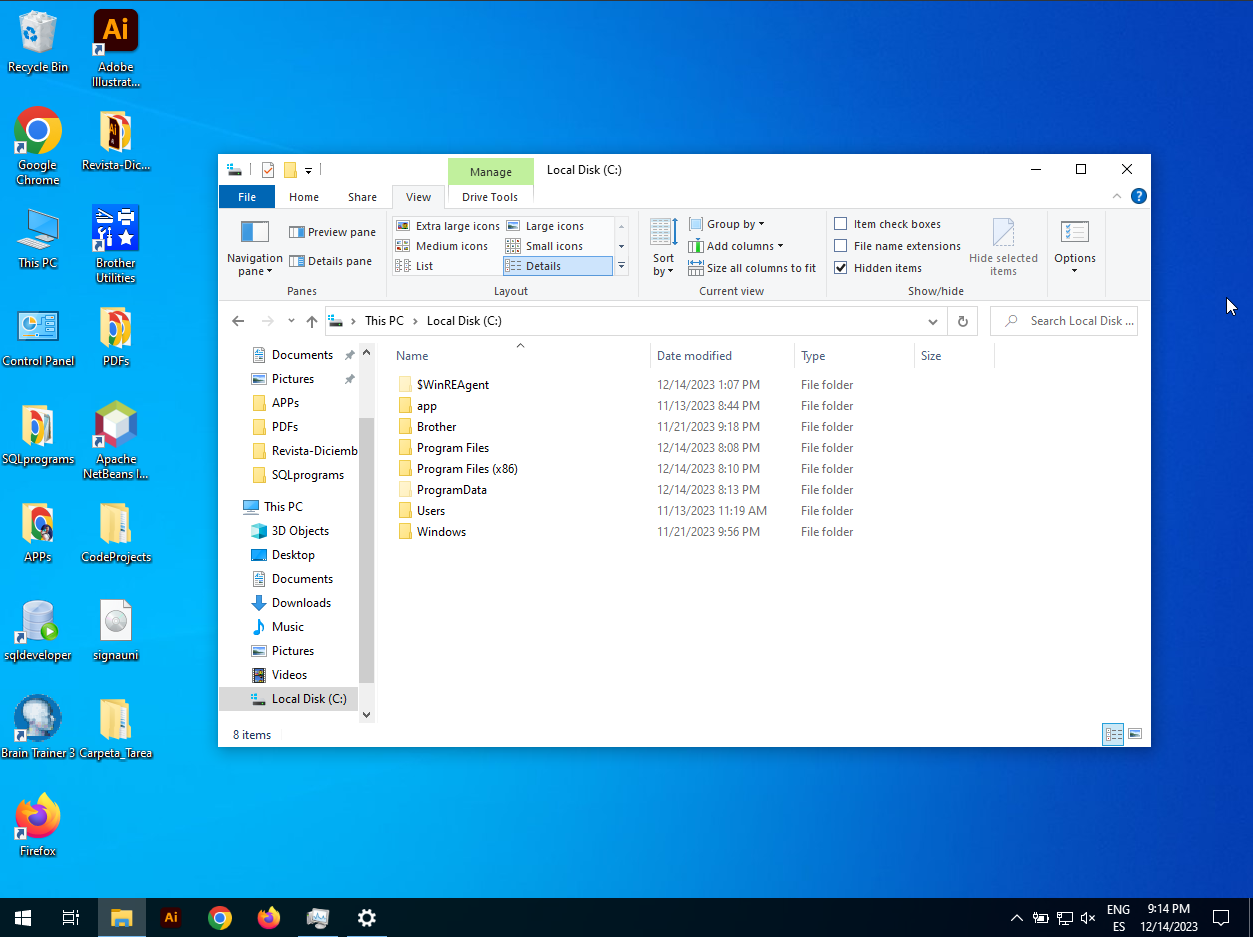 Recycle Bin
Adobe
Illustrat...
Google
Chrome
Revista-Dic...
This PC
Brother
Utilities
Control Panel
PDFs
SQLprograms
Apache
NetBeans I...
APPs
CodeProjects
sqldeveloper
signauni
Brain Trainer 3
Carpeta_Tarea
Firefox
Manage
Local Disk (C:)
File
Home
Share
View
Drive Tools
Navigation
pane
Preview pane
Details pane
Panes
Extra large icons
Large icons
Medium icons
Small icons
List
Details
Layout
Sort
by
Group by
Add columns
Size all columns to fit
Current view
Item check boxes
File name extensions
Hidden items
Hide selected
items
Show/hide
Options
This PC
Local Disk (C:)
Search Local Disk ...
Documents
Pictures
APPs
PDFs
Revista-Diciemb
SQLprograms
This PC
3D Objects
Desktop
Documents
Downloads
Music
Pictures
Videos
Local Disk (C:)
Name Date modified Type Size
$WinREAgent 12/14/2023 1:07 PM File folder
app 11/13/2023 8:44 PM File folder
Brother 11/21/2023 9:18 PM File folder
Program Files 12/14/2023 8:08 PM File folder
Program Files (x86) 12/14/2023 8:10 PM File folder
ProgramData 12/14/2023 8:13 PM File folder
Users 11/13/2023 11:19 AM File folder
Windows 11/21/2023 9:56 PM File folder
8 items
Ai
ENG
ES
9:14 PM
12/14/2023